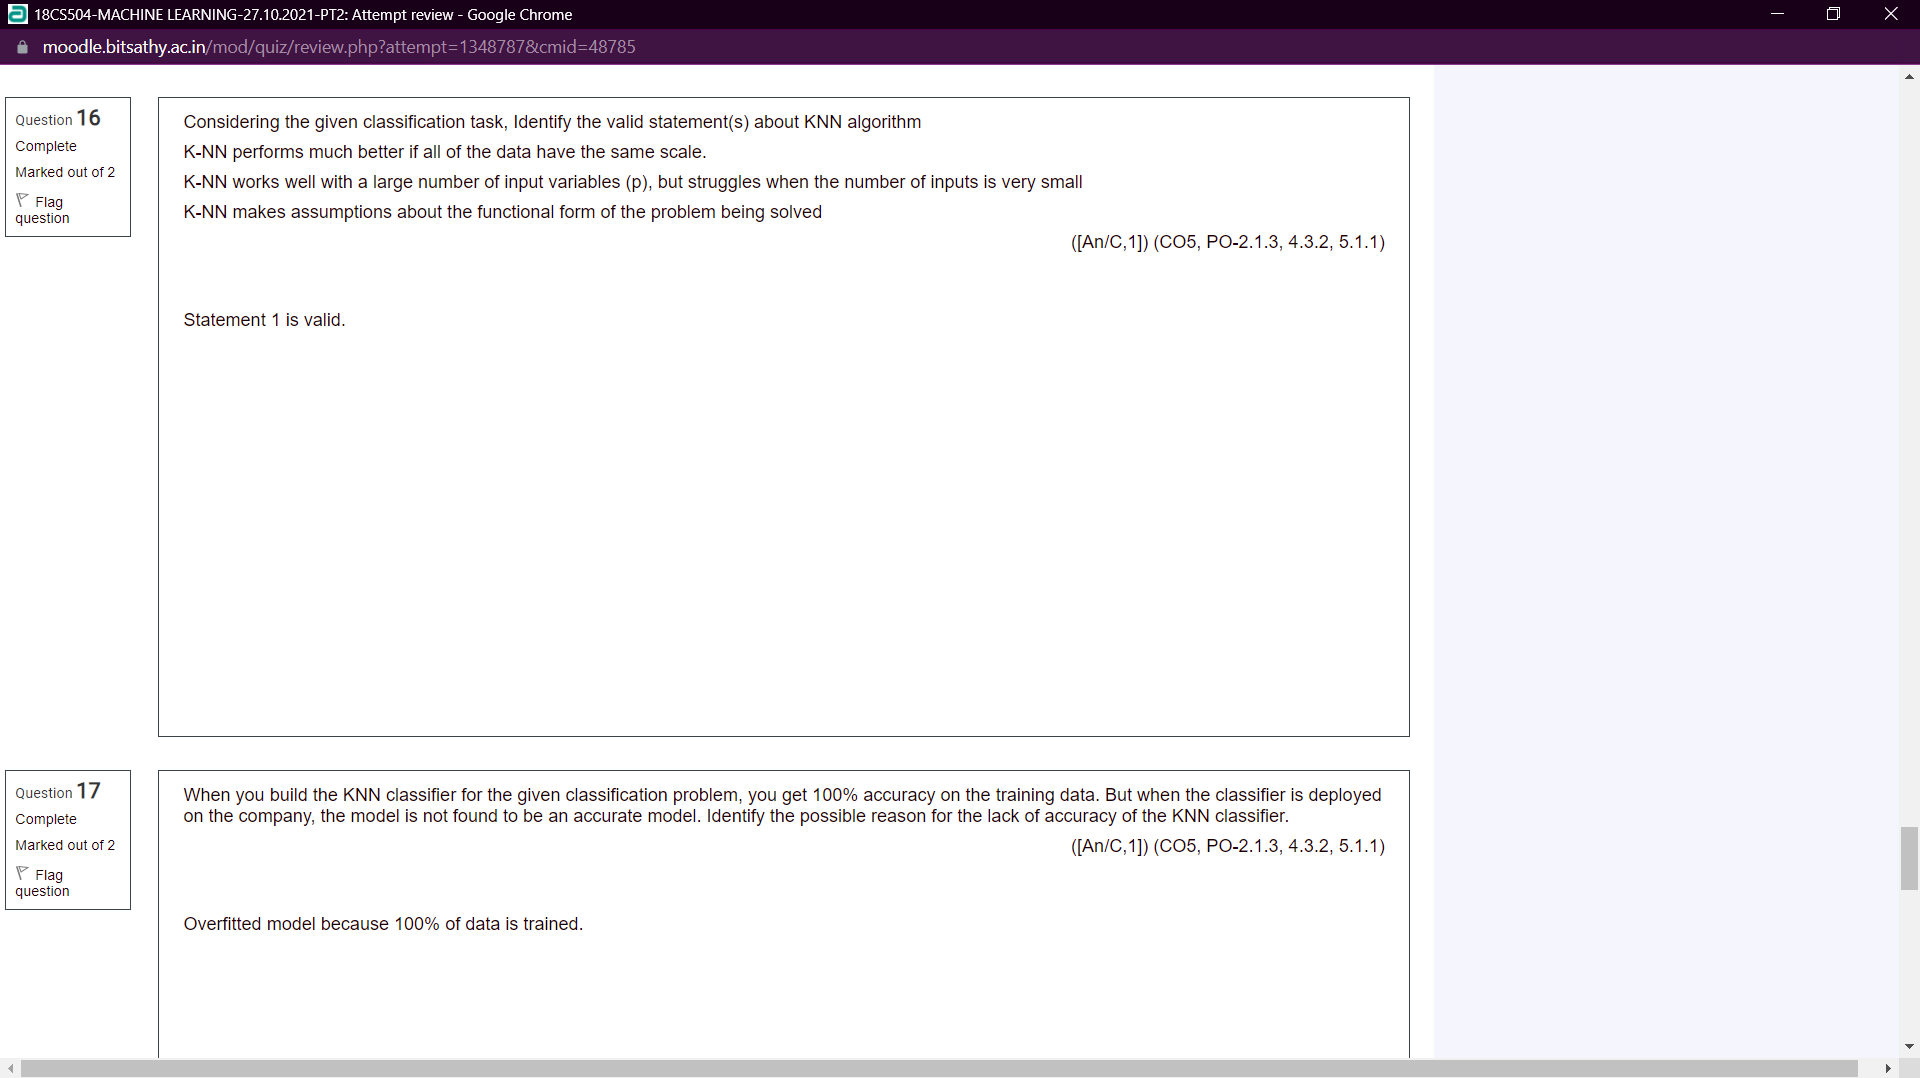 18CS504-MACHINE LEARNING-27.10.2021-PT2: Attempt review - Google Chrome
moodle.bitsathy.ac.in/mod/quiz/review.php?attempt=1348787&cmid=48785
Question 16
Complete
Marked out of 2
Flag
question
Considering the given classification task, Identify the valid statement(s) about KNN algorithm
K-NN performs much better if all of the data have the same scale.
K-NN works well with a large number of input variables (p), but struggles when the number of inputs is very small
K-NN makes assumptions about the functional form of the problem being solved
([An/C,1]) (CO5, PO-2.1.3, 4.3.2, 5.1.1)
Statement 1 is valid.
Question 17
Complete
Marked out of 2
Flag
question
When you build the KNN classifier for the given classification problem, you get 100% accuracy on the training data. But when the classifier is deployed
on the company, the model is not found to be an accurate model. Identify the possible reason for the lack of accuracy of the KNN classifier.
([An/C,1]) (CO5, PO-2.1.3, 4.3.2, 5.1.1)
Overfitted model because 100% of data is trained.